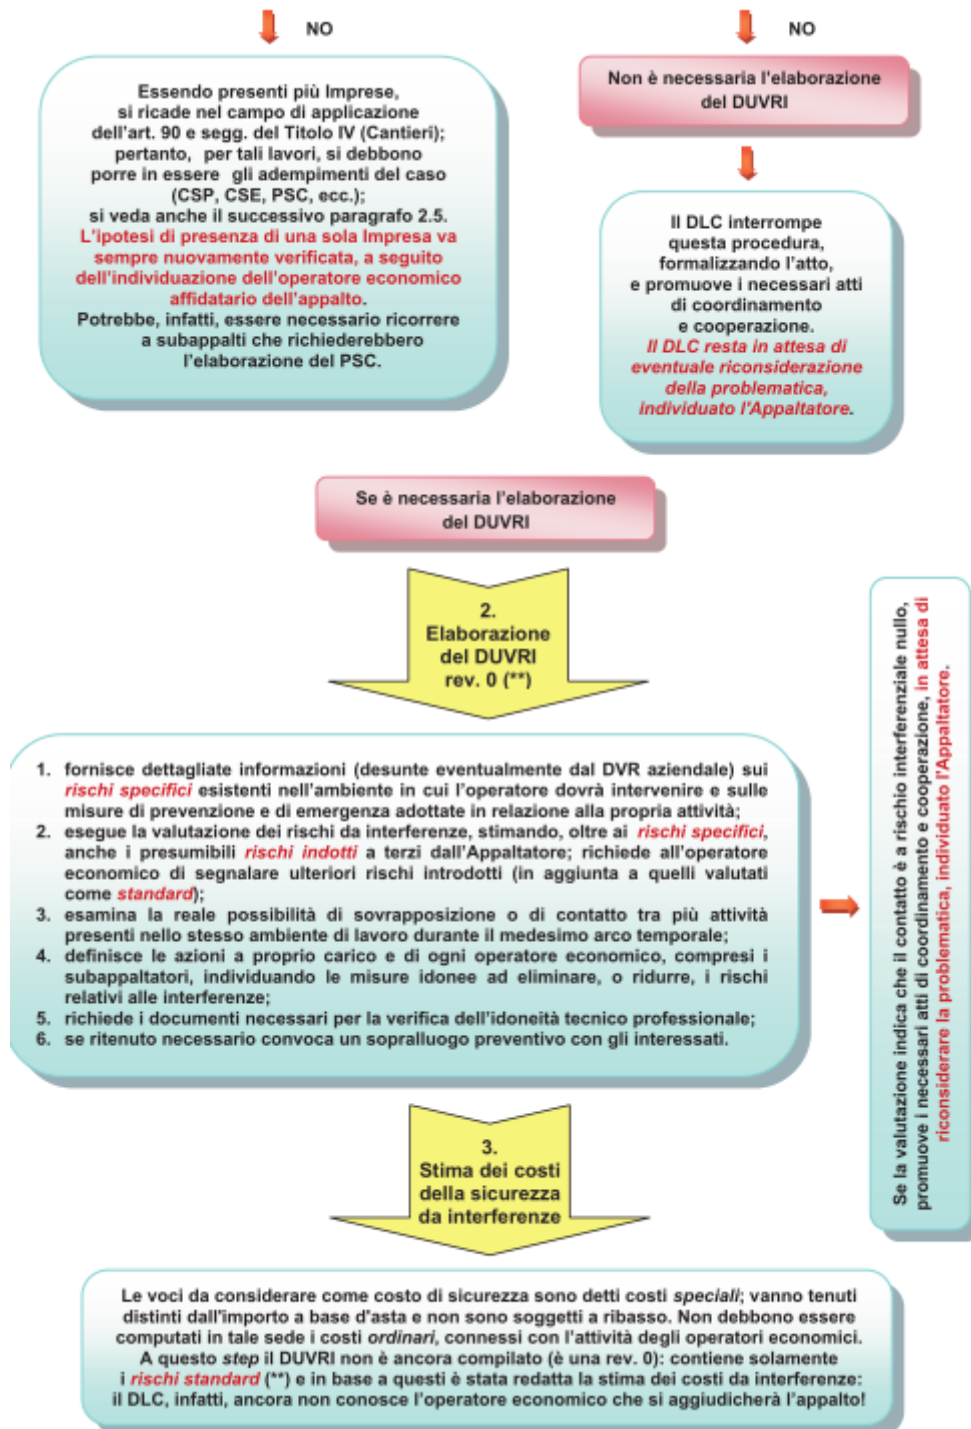 NO
Essendo presenti più Imprese,
si ricade nel campo di applicazione
dell'art. 90 e segg. del Titolo IV (Cantieri);
pertanto, per tali lavori, si debbono
porre in essere gli adempimenti del caso
(CSP, CSE, PSC, ecc.);
si veda anche il successivo paragrafo 2.5.
L'ipotesi di presenza di una sola Impresa va
sempre nuovamente verificata, a seguito
dell'individuazione dell'operatore economico
affidatario dell'appalto.
Potrebbe, infatti, essere necessario ricorrere
a subappalti che richiederebbero
l'elaborazione del PSC.
NO
Non è necessaria l'elaborazione
del DUVRI
Il DLC interrompe
questa procedura,
formalizzando l'atto,
e promuove i necessari atti
di coordinamento
e cooperazione.
Il DLC resta in attesa di
eventuale riconsiderazione
della problematica,
individuato l'Appaltatore.
Se è necessaria l'elaborazione
del DUVRI
2.
Elaborazione
del DUVRI
rev. 0 (**)
1. fornisce dettagliate informazioni (desunte eventualmente dal DVR aziendale) sui
rischi specifici esistenti nell'ambiente in cui l'operatore dovrà intervenire e sulle
misure di prevenzione e di emergenza adottate in relazione alla propria attività;
2. esegue la valutazione dei rischi da interferenze, stimando, oltre ai rischi specifici,
anche i presumibili rischi indotti a terzi dall'Appaltatore; richiede all'operatore
economico di segnalare ulteriori rischi introdotti (in aggiunta a quelli valutati
come standard);
3. esamina la reale possibilità di sovrapposizione o di contatto tra più attività
presenti nello stesso ambiente di lavoro durante il medesimo arco temporale;
4. definisce le azioni a proprio carico e di ogni operatore economico, compresi i
subappaltatori, individuando le misure idonee ad eliminare, o ridurre, i rischi
relativi alle interferenze;
5. richiede i documenti necessari per la verifica dell'idoneità tecnico professionale;
6. se ritenuto necessario convoca un sopralluogo preventivo con gli interessati.
Se la valutazione indica che il contatto è a rischio interferenziale nullo,
promuove i necessari atti di coordinamento e cooperazione, in attesa di
riconsiderare la problematica, individuato l'Appaltatore.
3.
Stima dei costi
della sicurezza
da interferenze
Le voci da considerare come costo di sicurezza sono detti costi speciali; vanno tenuti
distinti dall'importo a base d'asta e non sono soggetti a ribasso. Non debbono essere
computati in tale sede i costi ordinari, connessi con l'attività degli operatori economici.
A questo step il DUVRI non è ancora compilato (è una rev. 0): contiene solamente
i rischi standard (**) e in base a questi è stata redatta la stima dei costi da interferenze:
il DLC, infatti, ancora non conosce l'operatore economico che si aggiudicherà l'appalto!